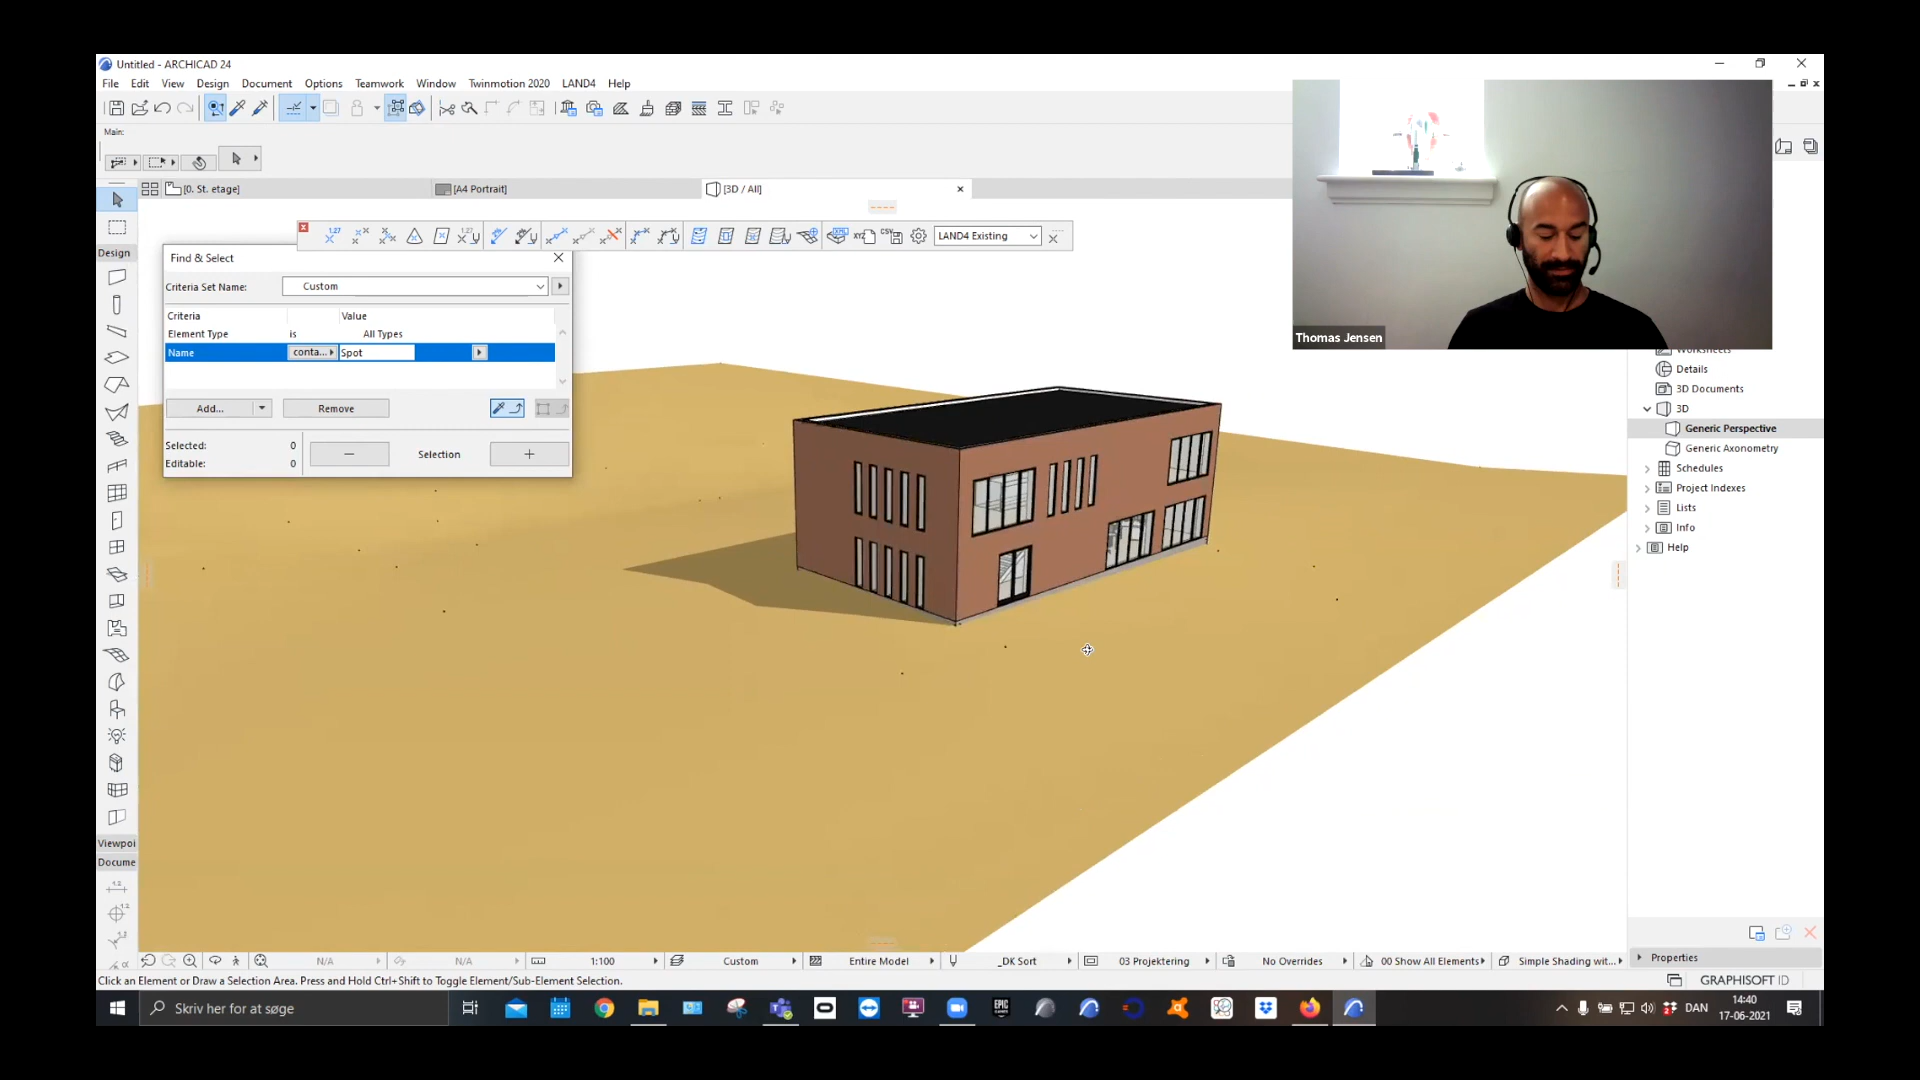 Untitled - ARCHICAD 24
File Edit View Design Document Options Teamwork Window Twinmotion 2020 LAND4 Help
Main:
[0. St. etage]
[A4 Portrait]
[3D / All]
LAND4 Existing
Design
Find & Select
Criteria Set Name: Custom
Criteria Value
Element Type is All Types
Name conta... Spot
Add... Remove
Selected: 0
Editable: 0
Selection
Thomas Jensen
Worksheets
Details
3D Documents
3D
Generic Perspective
Generic Axonometry
Schedules
Project Indexes
Lists
Info
Help
Viewpoi
Docume
N/A N/A 1:100 Custom Entire Model _DK Sort 03 Projektering No Overrides 00 Show All Elements Simple Shading wit...
Properties
Click an Element or Draw a Selection Area. Press and Hold Ctrl+Shift to Toggle Element/Sub-Element Selection.
GRAPHISOFT ID
Skriv her for at søge
DAN
14:40
17-06-2021